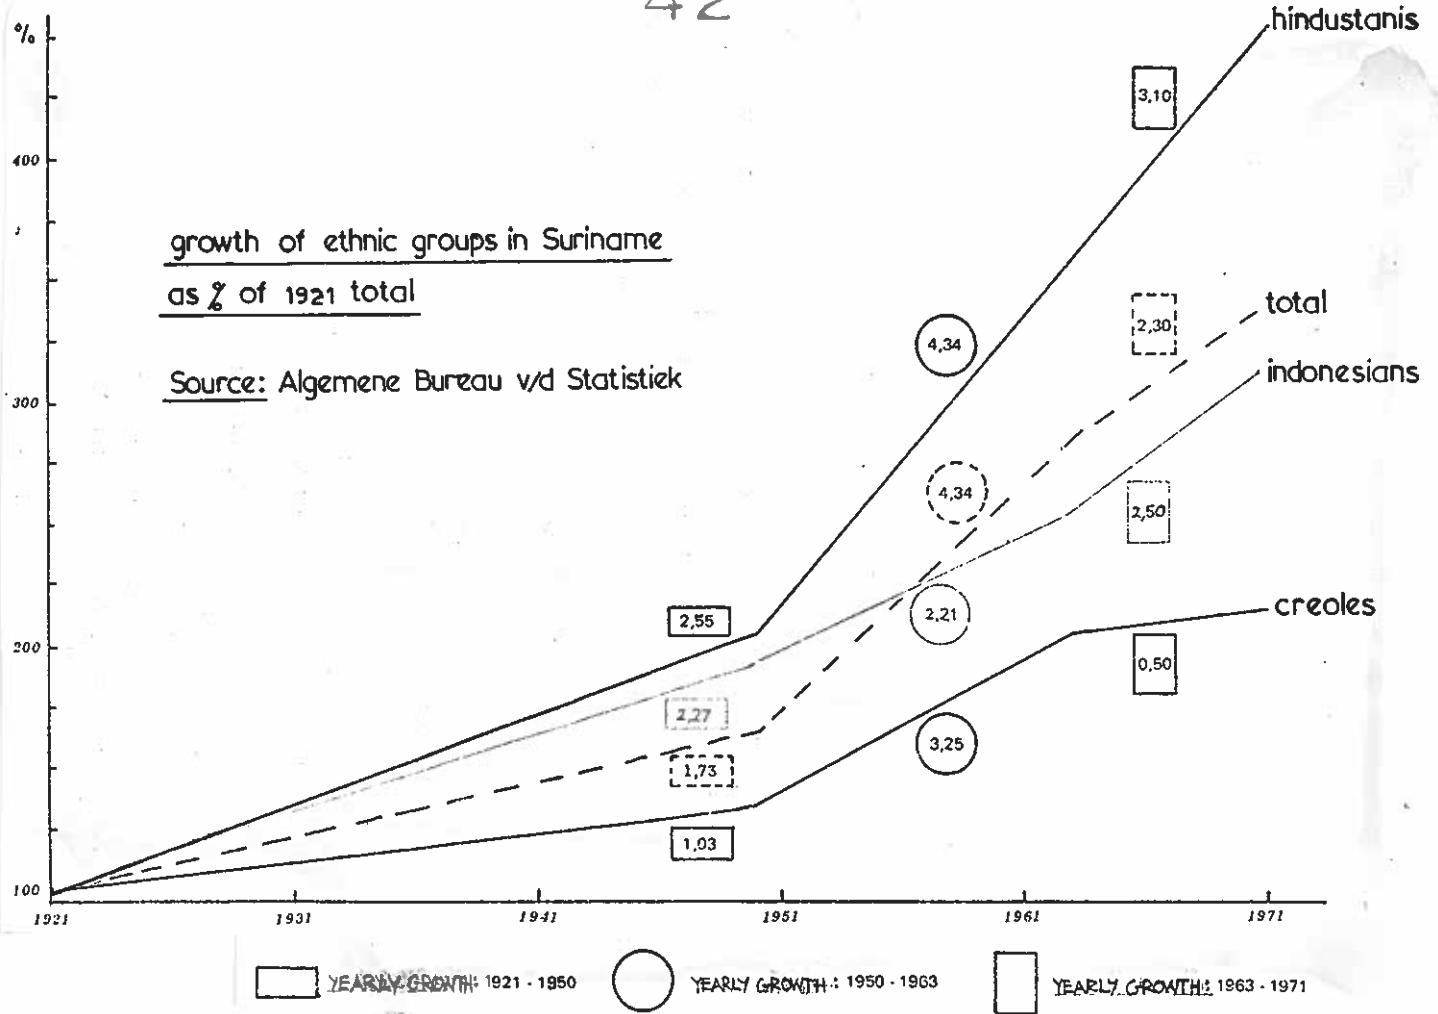 42
%
hindustanis
3,10
400
growth of ethnic groups in Suriname
as % of 1921 total
total
2,30
4,34
indonesians
Source: Algemene Bureau v/d Statistiek
300
4,34
2,50
creoles
2,55
2,21
200
0,50
2,27
3,25
1,73
1,03
100
1921 1931 1941 1951 1961 1971
YEARLY GROWTH: 1921 - 1950 YEARLY GROWTH: 1950 - 1963 YEARLY GROWTH: 1963 - 1971